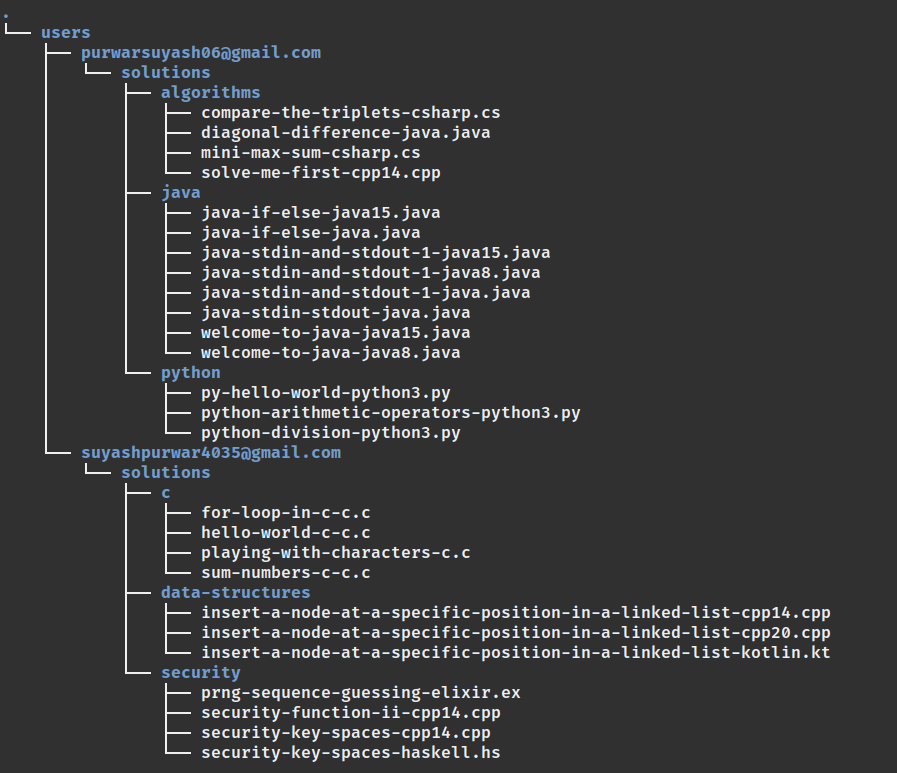 .
└── users
    ├── purwarsuyash06@gmail.com
    │   └── solutions
    │       ├── algorithms
    │       │   ├── compare-the-triplets-csharp.cs
    │       │   ├── diagonal-difference-java.java
    │       │   ├── mini-max-sum-csharp.cs
    │       │   └── solve-me-first-cpp14.cpp
    │       ├── java
    │       │   ├── java-if-else-java15.java
    │       │   ├── java-if-else-java.java
    │       │   ├── java-stdin-and-stdout-1-java15.java
    │       │   ├── java-stdin-and-stdout-1-java8.java
    │       │   ├── java-stdin-and-stdout-1-java.java
    │       │   ├── java-stdin-stdout-java.java
    │       │   ├── welcome-to-java-java15.java
    │       │   └── welcome-to-java-java8.java
    │       └── python
    │           ├── py-hello-world-python3.py
    │           ├── python-arithmetic-operators-python3.py
    │           └── python-division-python3.py
    └── suyashpurwar4035@gmail.com
        └── solutions
            ├── c
            │   ├── for-loop-in-c-c.c
            │   ├── hello-world-c-c.c
            │   ├── playing-with-characters-c.c
            │   └── sum-numbers-c-c.c
            ├── data-structures
            │   ├── insert-a-node-at-a-specific-position-in-a-linked-list-cpp14.cpp
            │   ├── insert-a-node-at-a-specific-position-in-a-linked-list-cpp20.cpp
            │   └── insert-a-node-at-a-specific-position-in-a-linked-list-kotlin.kt
            └── security
                ├── prng-sequence-guessing-elixir.ex
                ├── security-function-ii-cpp14.cpp
                ├── security-key-spaces-cpp14.cpp
                └── security-key-spaces-haskell.hs